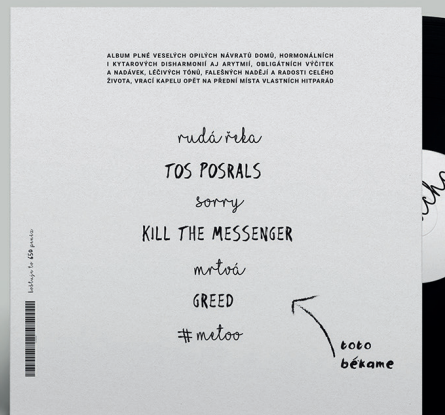 ALBUM PLNÉ VESELÝCH OPILÝCH NÁVRATŮ DOMŮ, HORMONÁLNÍCH
I KYTAROVÝCH DISHARMONIÍ AJ ARYTMIÍ, OBLIGÁTNÍCH VÝČITEK
A NADÁVEK, LÉČIVÝCH TÓNŮ, FALEŠNÝCH NADĚJÍ A RADOSTI CELÉHO
ŽIVOTA, VRACÍ KAPELU OPĚT NA PŘEDNÍ MÍSTA VLASTNÍCH HITPARÁD
rudá řeka
TOS POSRALS
sorry
KILL THE MESSENGER
mrtvá
GREED
#metoo
toto
békame